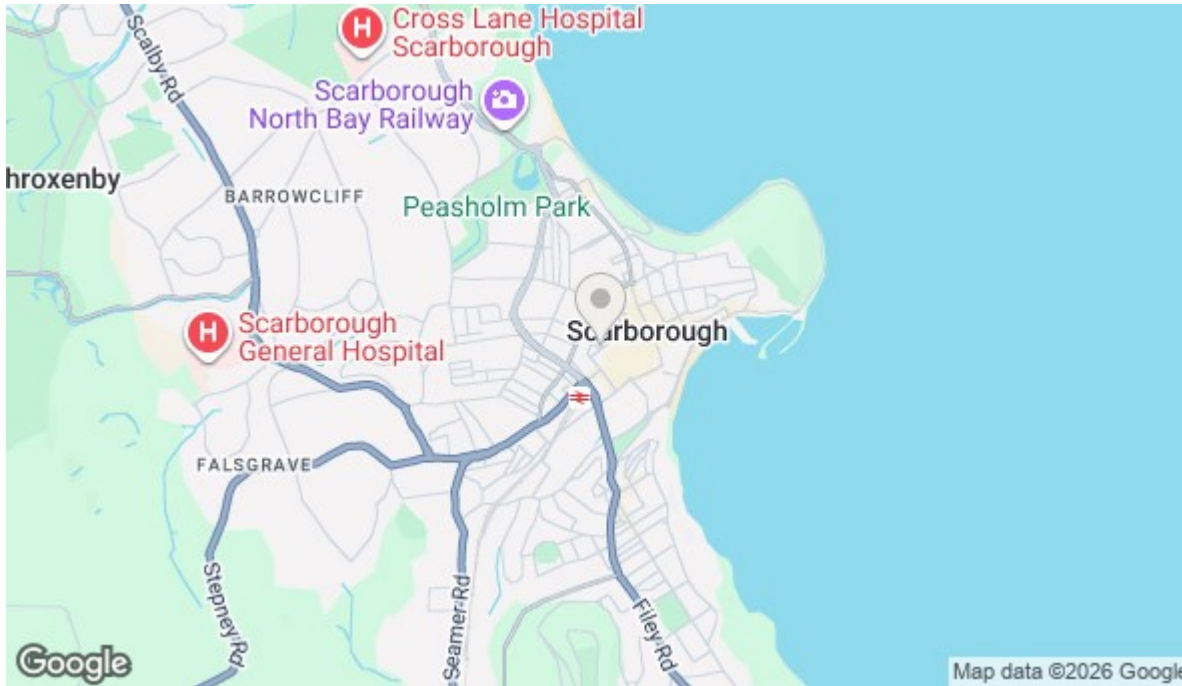 Cross Lane Hospital
Scarborough
Scalby Rd
Scarborough
North Bay Railway
hroxenby
BARROWCLIFF
Peasholm Park
Scarborough
Scarborough
General Hospital
FALSGRAVE
Stepney Rd
Seamer Rd
Filey Rd
Google
Map data ©2026 Google